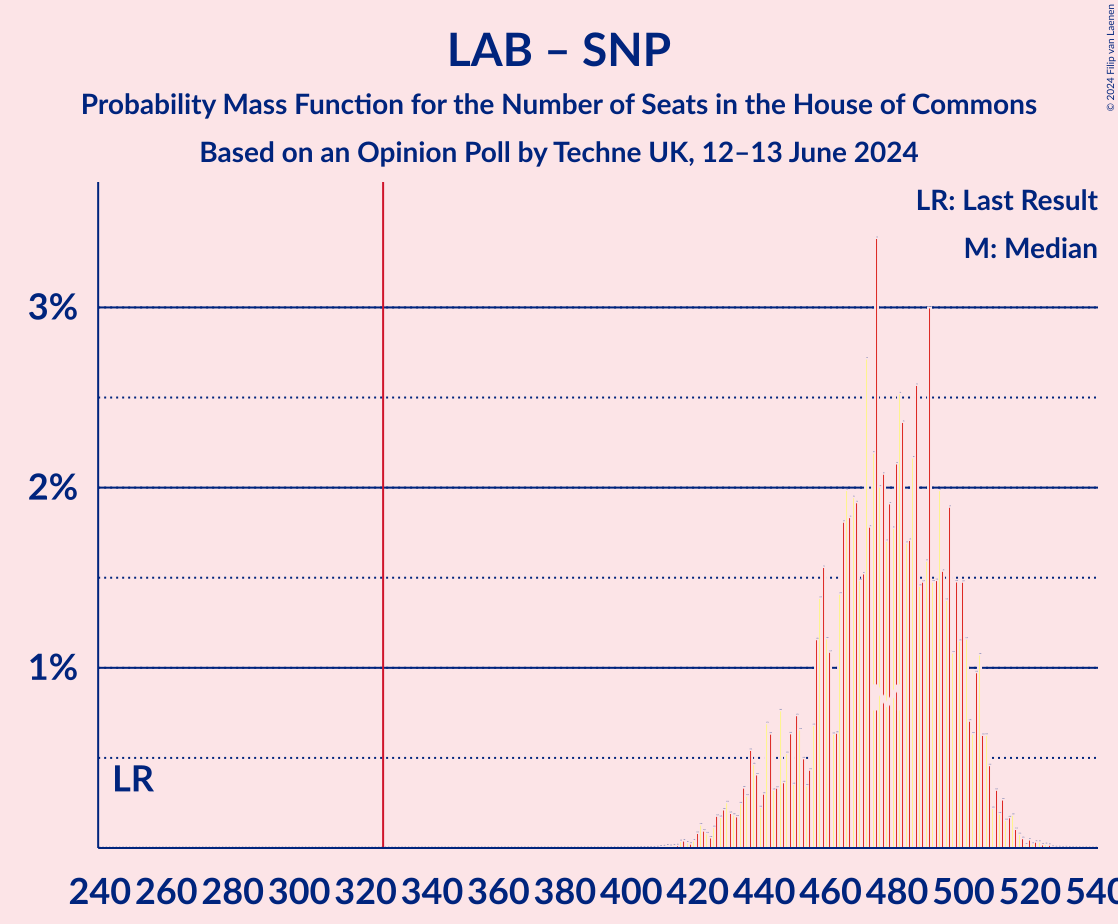 LAB – SNP
Probability Mass Function for the Number of Seats in the House of Commons
Based on an Opinion Poll by Techne UK, 12–13 June 2024
© 2024 Filip van Laenen
LR: Last Result
M: Median
3%
2%
1%
LR
240 260 280 300 320 340 360 380 400 420 440 460 480 500 520 540